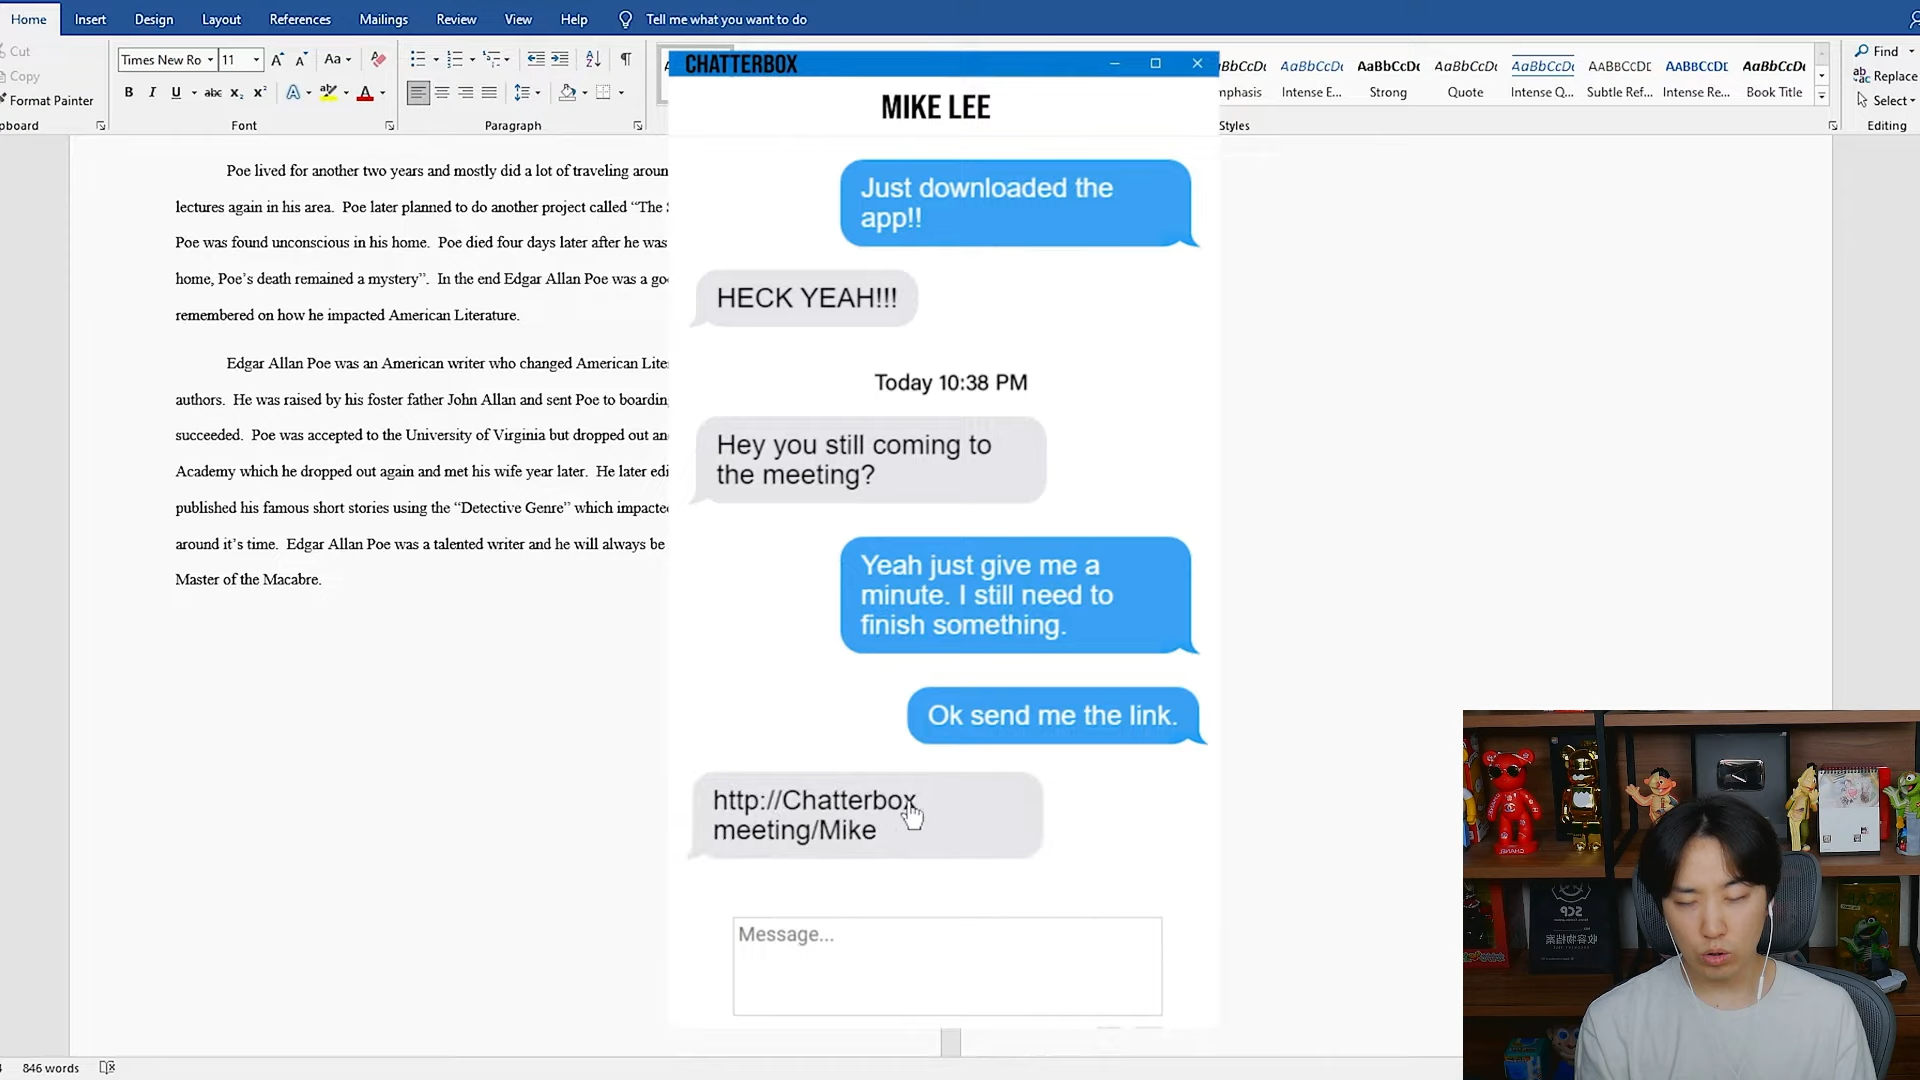 Home Insert Design Layout References Mailings Review View Help Tell me what you want to do
Cut
Copy
Format Painter
Times New Ro 11
Font
Paragraph
Styles
Intense E...
Strong
Quote
Intense Q...
Subtle Ref...
Intense Re...
Book Title
Find
Replace
Select
Editing
Poe lived for another two years and mostly did a lot of traveling
lectures again in his area. Poe later planned to do another project called “The
Poe was found unconscious in his home. Poe died four days later after he was
home, Poe’s death remained a mystery”. In the end Edgar Allan Poe was a
remembered on how he impacted American Literature.
Edgar Allan Poe was an American writer who changed American
authors. He was raised by his foster father John Allan and sent Poe to
succeeded. Poe was accepted to the University of Virginia but dropped out
Academy which he dropped out again and met his wife year later. He later
published his famous short stories using the “Detective Genre” which
around it’s time. Edgar Allan Poe was a talented writer and he will always be
Master of the Macabre.
CHATTERBOX
MIKE LEE
Just downloaded the
app!!
HECK YEAH!!!
Today 10:38 PM
Hey you still coming to
the meeting?
Yeah just give me a
minute. I still need to
finish something.
Ok send me the link.
http://Chatterbox
meeting/Mike
Message...
846 words